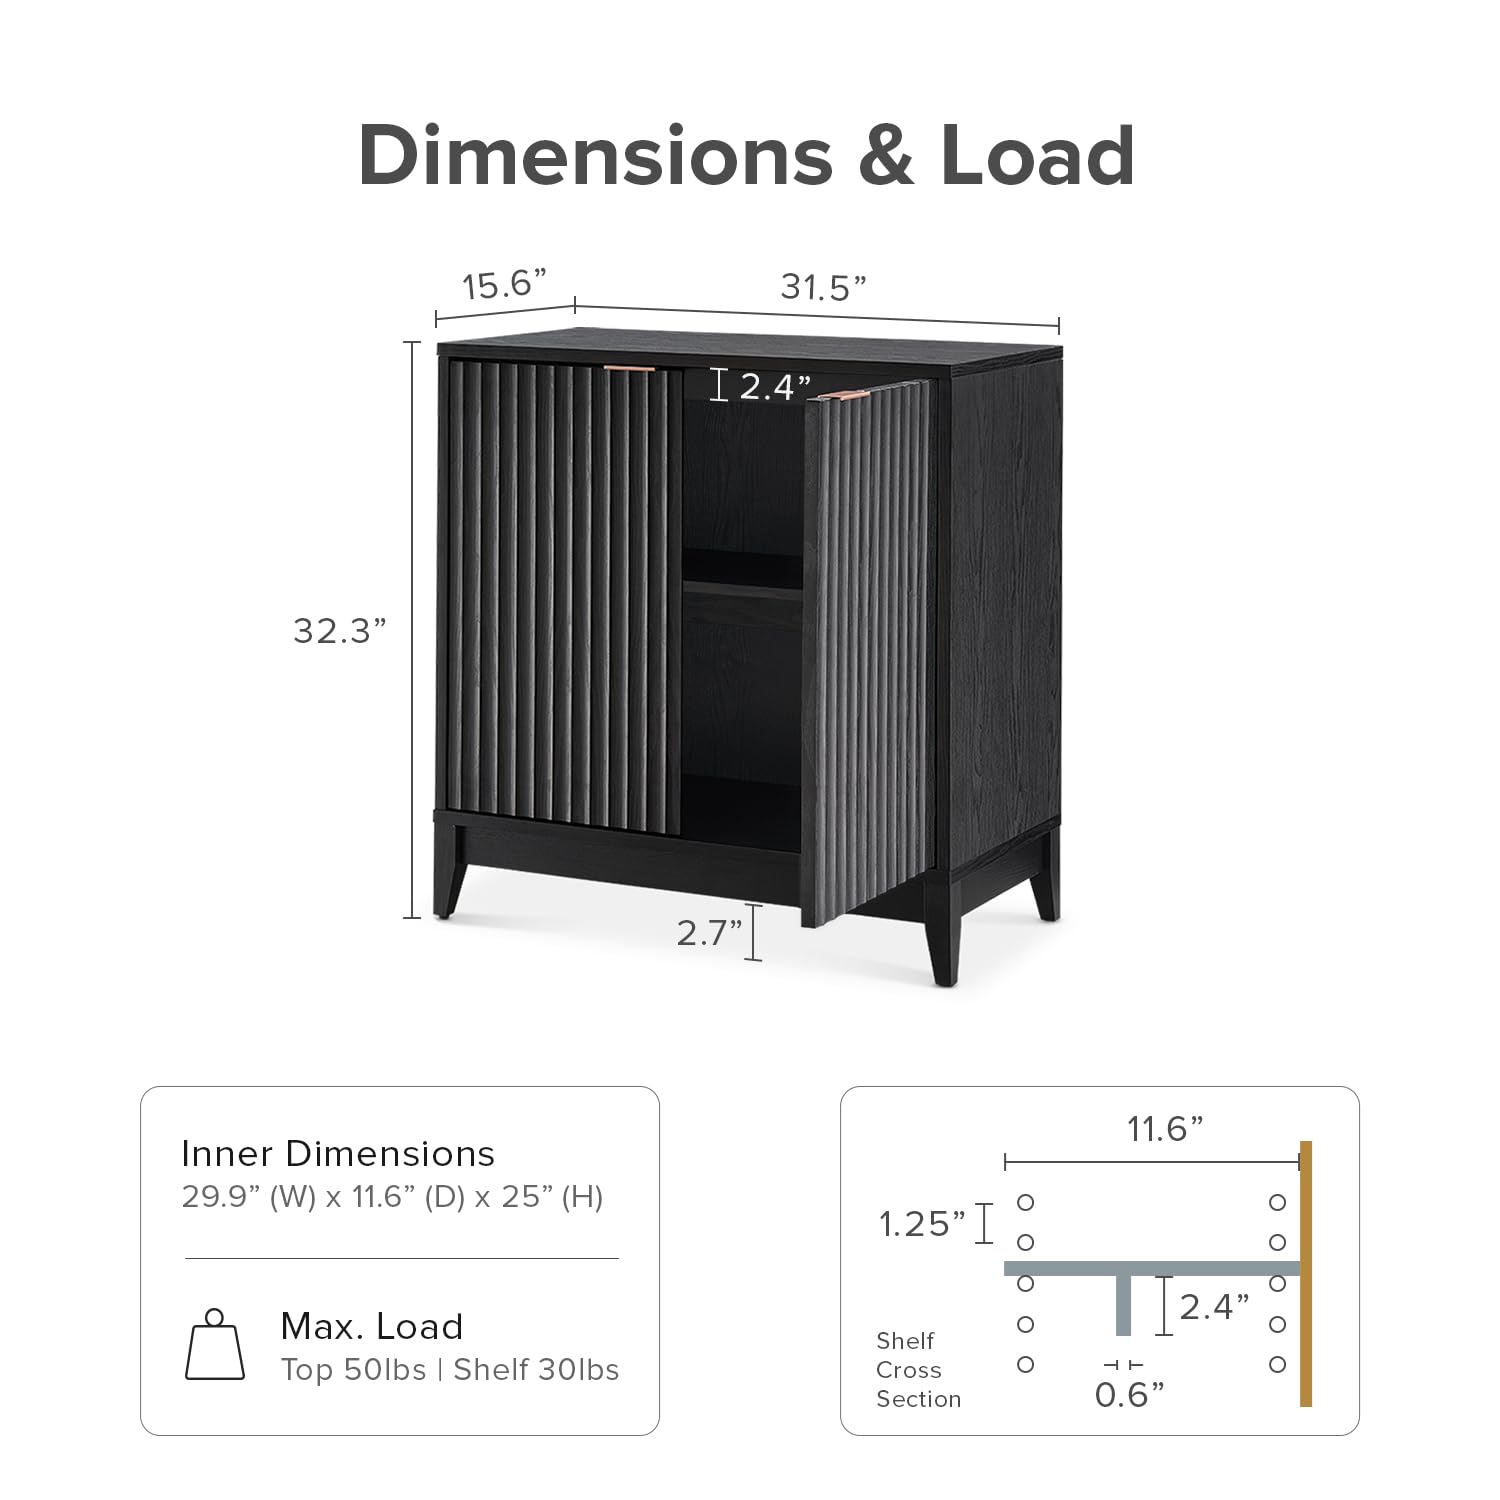 Dimensions & Load
15.6”
31.5”
2.4”
32.3”
2.7”
Inner Dimensions
29.9” (W) x 11.6” (D) x 25” (H)
Max. Load
Top 50lbs | Shelf 30lbs
11.6”
1.25”
2.4”
Shelf
Cross
Section
0.6”